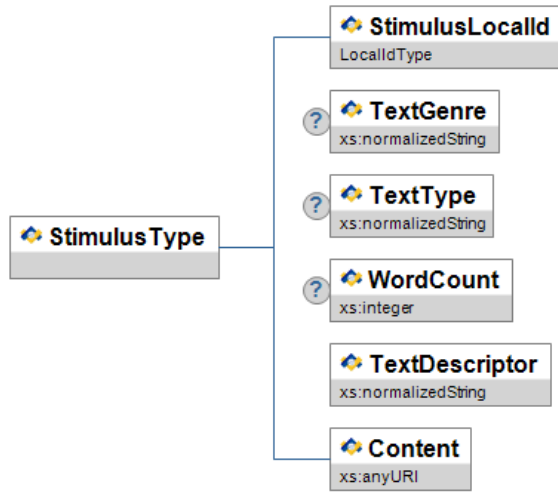 StimulusLocalId
LocalIdType
?
TextGenre
xs:normalizedString
?
TextType
xs:normalizedString
StimulusType
?
WordCount
xs:integer
TextDescriptor
xs:normalizedString
Content
xs:anyURI